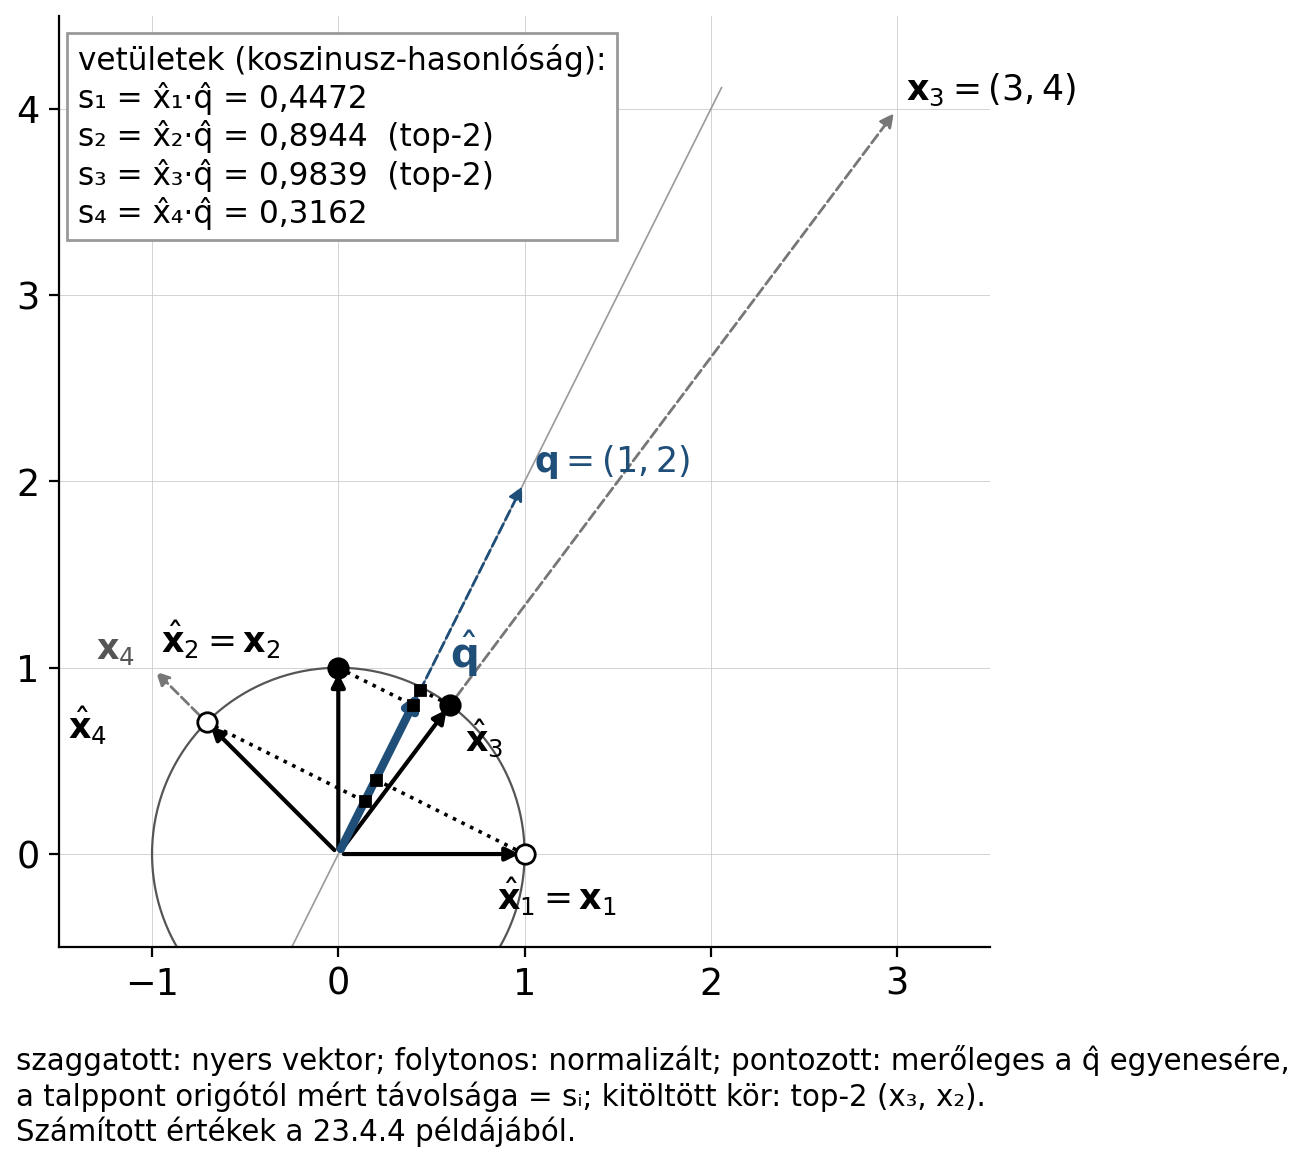 vetületek (koszinusz-hasonlóság):
s₁ = x̂₁·q̂ = 0,4472
s₂ = x̂₂·q̂ = 0,8944 (top-2)
s₃ = x̂₃·q̂ = 0,9839 (top-2)
s₄ = x̂₄·q̂ = 0,3162
x₃ = (3, 4)
4
3
q = (1, 2)
2
x₄
x̂₂ = x₂
q̂
1
x̂₄
x̂₃
0
x̂₁ = x₁
−1 0 1 2 3
szaggatott: nyers vektor; folytonos: normalizált; pontozott: merőleges a q̂ egyenesére,
a talppont origótól mért távolsága = sᵢ; kitöltött kör: top-2 (x₃, x₂).
Számított értékek a 23.4.4 példájából.